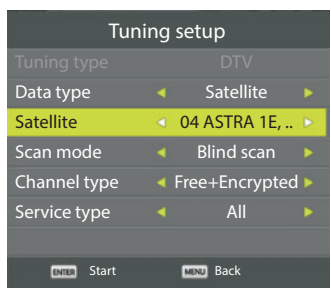 Tuning setup
Tuning type DTV
Data type Satellite
Satellite 04 ASTRA 1E, ..
Scan mode Blind scan
Channel type Free+Encrypted
Service type All
ENTER Start MENU Back